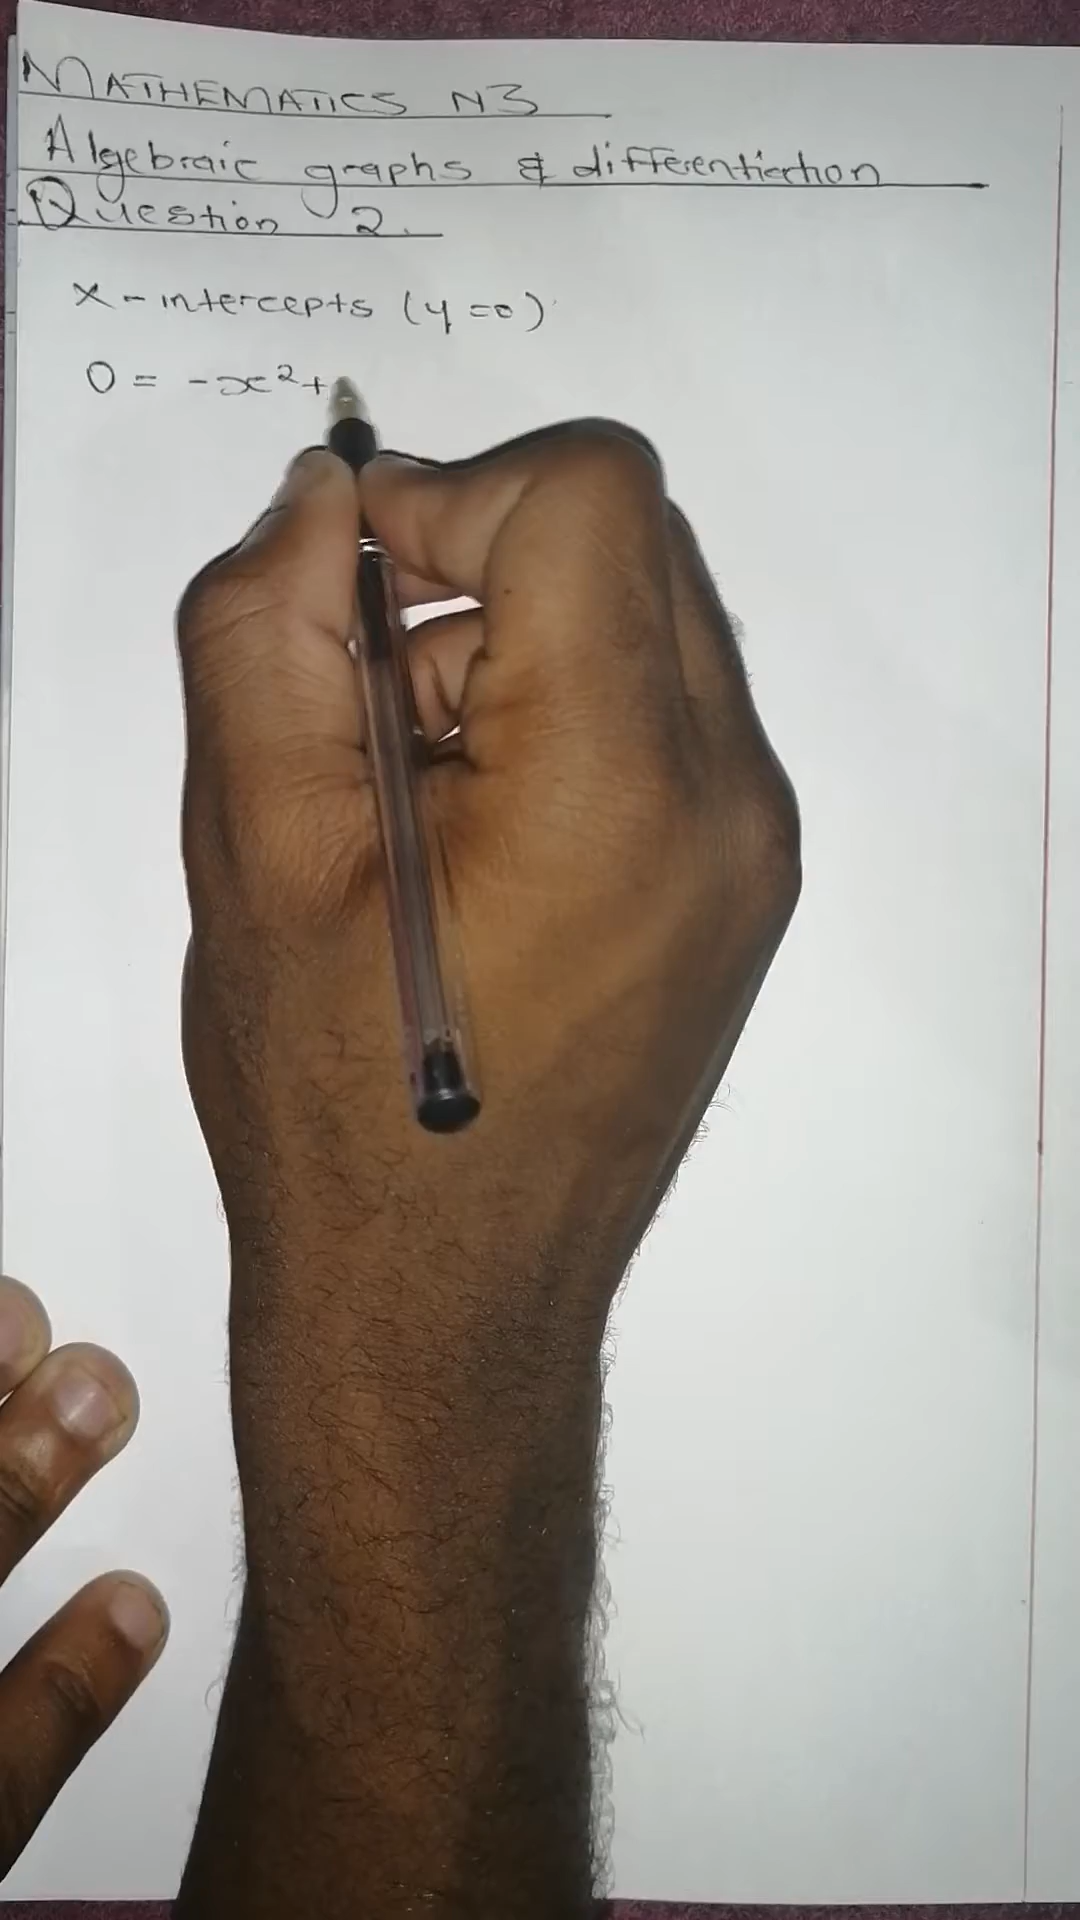 MATHEMATICS N3
Algebraic graphs & differentiation
Question 2.
x-intercepts (y=0)
0 = -x²+